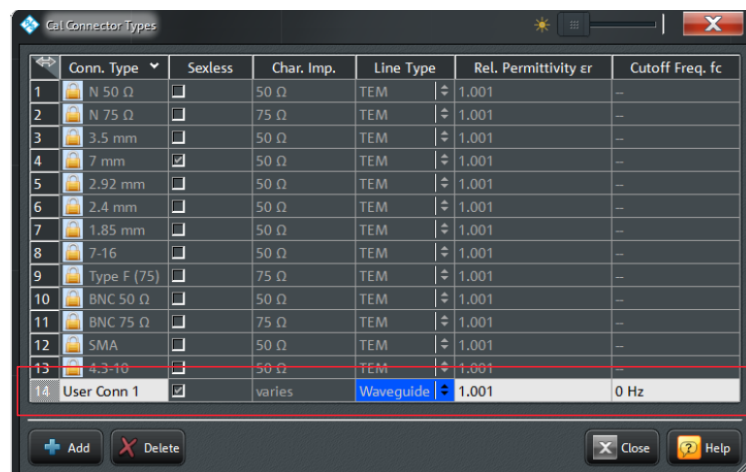 Cal Connector Types
Conn. Type Sexless Char. Imp. Line Type Rel. Permittivity εr Cutoff Freq. fc
1 N 50 Ω 50 Ω TEM 1.001 --
2 N 75 Ω 75 Ω TEM 1.001 --
3 3.5 mm 50 Ω TEM 1.001 --
4 7 mm 50 Ω TEM 1.001 --
5 2.92 mm 50 Ω TEM 1.001 --
6 2.4 mm 50 Ω TEM 1.001 --
7 1.85 mm 50 Ω TEM 1.001 --
8 7-16 50 Ω TEM 1.001 --
9 Type F (75) 75 Ω TEM 1.001 --
10 BNC 50 Ω 50 Ω TEM 1.001 --
11 BNC 75 Ω 75 Ω TEM 1.001 --
12 SMA 50 Ω TEM 1.001 --
13 4.3-10 50 Ω TEM 1.001 --
14 User Conn 1 varies Waveguide 1.001 0 Hz
Add Delete Close Help